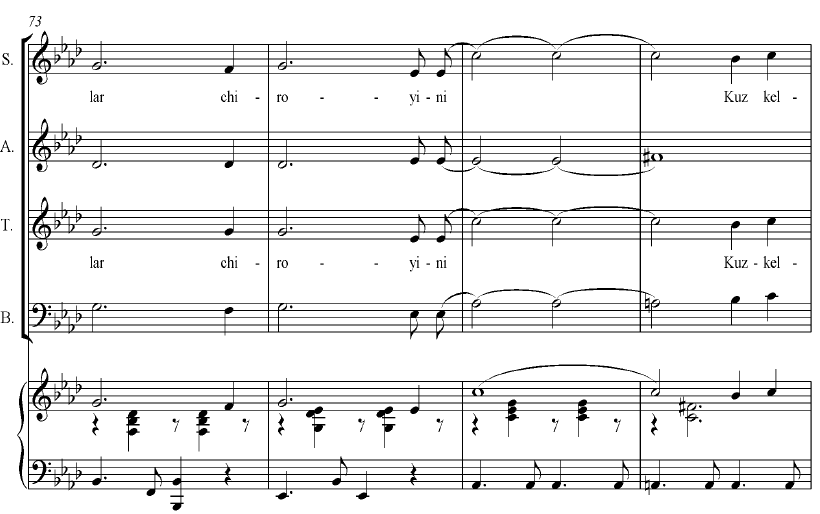 73
S.
lar chi - ro - - yi - ni Kuz kel -
A.
T.
lar chi - ro - - yi - ni Kuz - kel -
B.